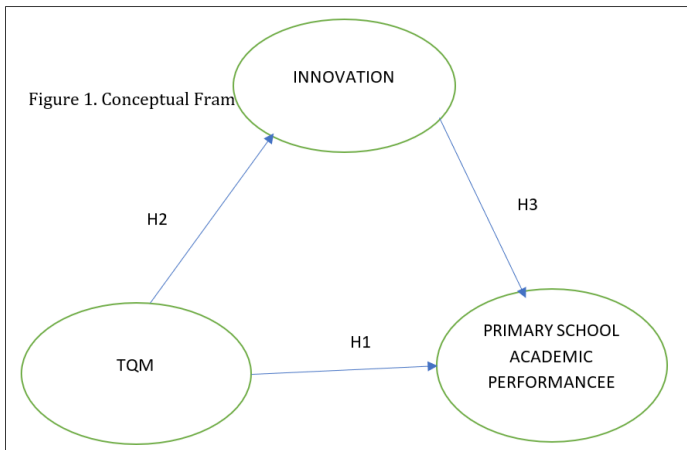 INNOVATION
Figure 1. Conceptual Fram
H2
H3
H1
TQM
PRIMARY SCHOOL
ACADEMIC
PERFORMANCEE